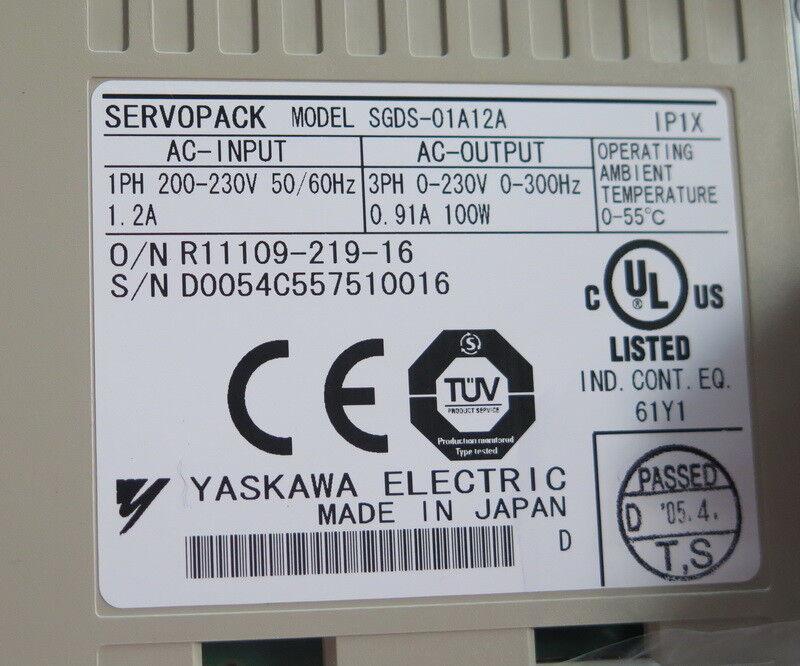 SERVOPACK MODEL SGDS-01A12A IP1X
AC-INPUT
1PH 200-230V 50/60Hz
1.2A
AC-OUTPUT
3PH 0-230V 0-300Hz
0.91A 100W
OPERATING
AMBIENT
TEMPERATURE
0-55℃
O/N R11109-219-16
S/N D0054C557510016
C UL ® US
LISTED
IND. CONT. EQ.
61Y1
CE
S
TÜV
PRODUCT SERVICE
Production monitored
Type tested
YASKAWA ELECTRIC
MADE IN JAPAN
D
PASSED
D '05.4.
T,S